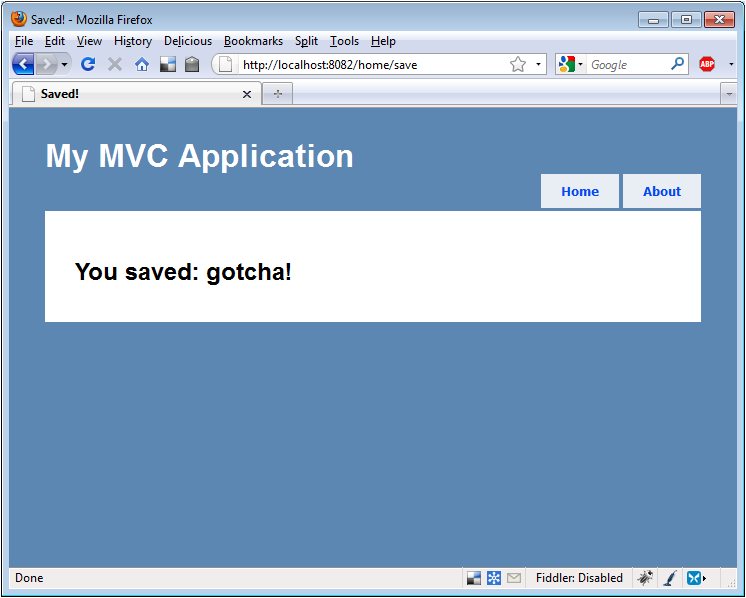 Saved! - Mozilla Firefox
File Edit View History Delicious Bookmarks Split Tools Help
http://localhost:8082/home/save Google ABP
Saved!
My MVC Application
Home About
You saved: gotcha!
Done Fiddler: Disabled